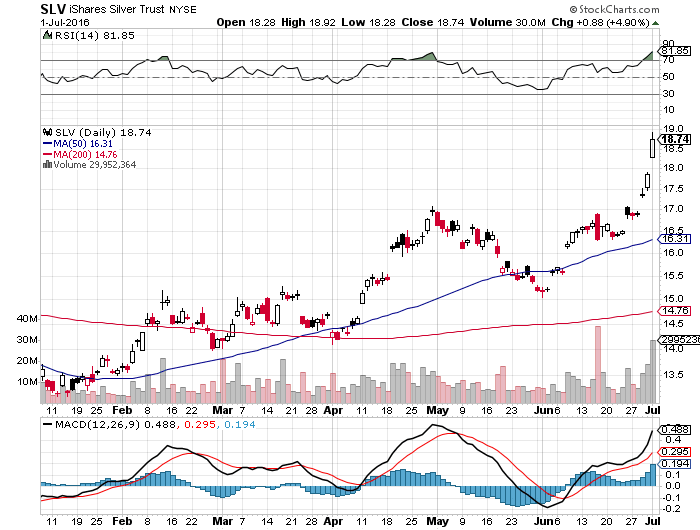 SLV iShares Silver Trust NYSE © StockCharts.com
1-Jul-2016 Open 18.28 High 18.92 Low 18.28 Close 18.74 Volume 30.0M Chg +0.88 (+4.90%)
RSI(14) 81.85
90
81.85
70
50
30
10
SLV (Daily) 18.74
MA(50) 16.31
MA(200) 14.76
Volume 29,952,364
19.0
18.74
18.5
18.0
17.5
17.0
16.5
16.31
16.0
15.5
15.0
14.76
14.5
2995236
14.0
13.5
40M
30M
20M
10M
11 19 25 Feb 8 16 22 Mar 7 14 21 Apr 11 18 25 May 9 16 23 Jun 6 13 20 27 Jul
MACD(12,26,9) 0.488, 0.295, 0.194
0.488
0.4
0.295
0.194
0.1
0.0
-0.1
-0.2
11 19 25 Feb 8 16 22 Mar 7 14 21 Apr 11 18 25 May 9 16 23 Jun 6 13 20 27 Jul